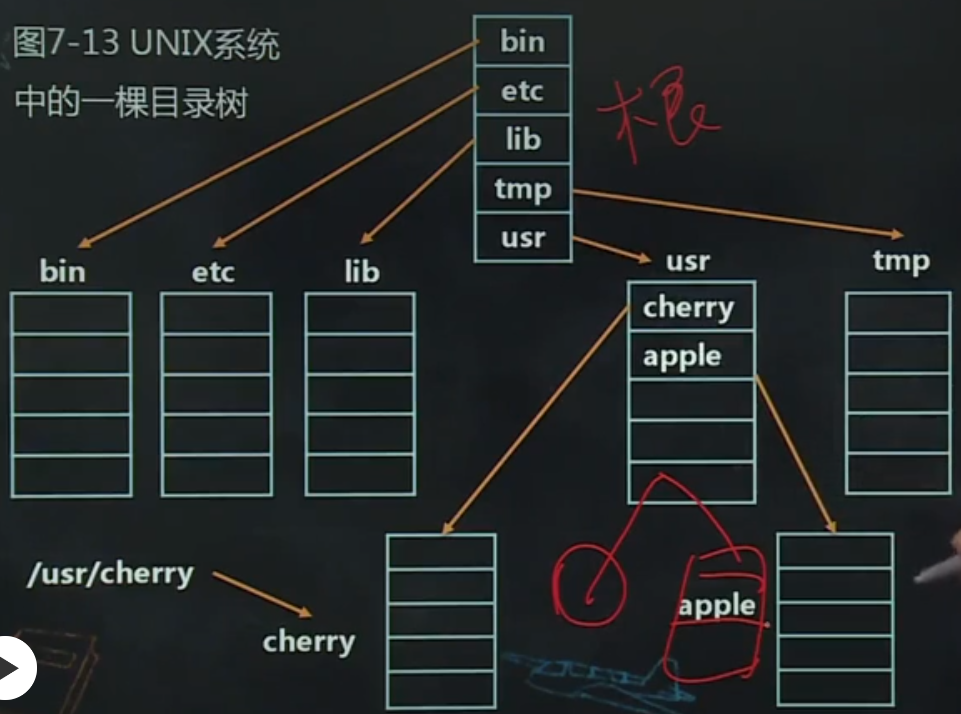 图7-13 UNIX系统
中的一棵目录树
bin
etc
lib
tmp
usr
根
bin
etc
lib
usr
tmp
cherry
apple
/usr/cherry
cherry
apple